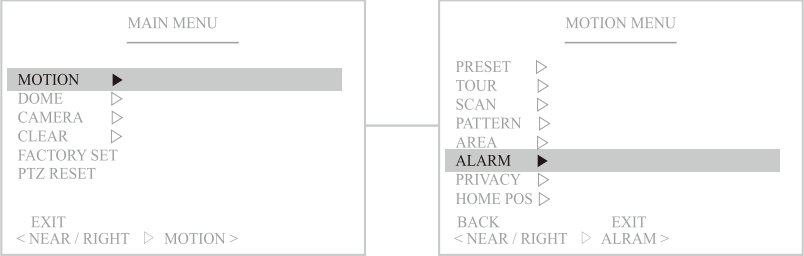 MAIN MENU
MOTION ▶
DOME ▷
CAMERA ▷
CLEAR ▷
FACTORY SET
PTZ RESET
EXIT
< NEAR / RIGHT ▷ MOTION >
MOTION MENU
PRESET ▷
TOUR ▷
SCAN ▷
PATTERN ▷
AREA ▷
ALARM ▶
PRIVACY ▷
HOME POS ▷
BACK EXIT
< NEAR / RIGHT ▷ ALRAM >